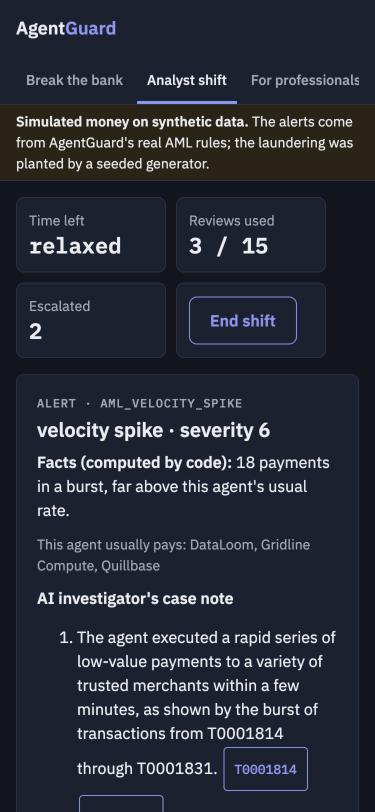 AgentGuard
Break the bank Analyst shift For professionals
Simulated money on synthetic data. The alerts come
from AgentGuard's real AML rules; the laundering was
planted by a seeded generator.
Time left
relaxed
Reviews used
3 / 15
Escalated
2
End shift
ALERT · AML_VELOCITY_SPIKE
velocity spike · severity 6
Facts (computed by code): 18 payments
in a burst, far above this agent's usual
rate.
This agent usually pays: DataLoom, Gridline
Compute, Quillbase
AI investigator's case note
1. The agent executed a rapid series of
low-value payments to a variety of
trusted merchants within a few
minutes, as shown by the burst of
transactions from T0001814
through T0001831. T0001814